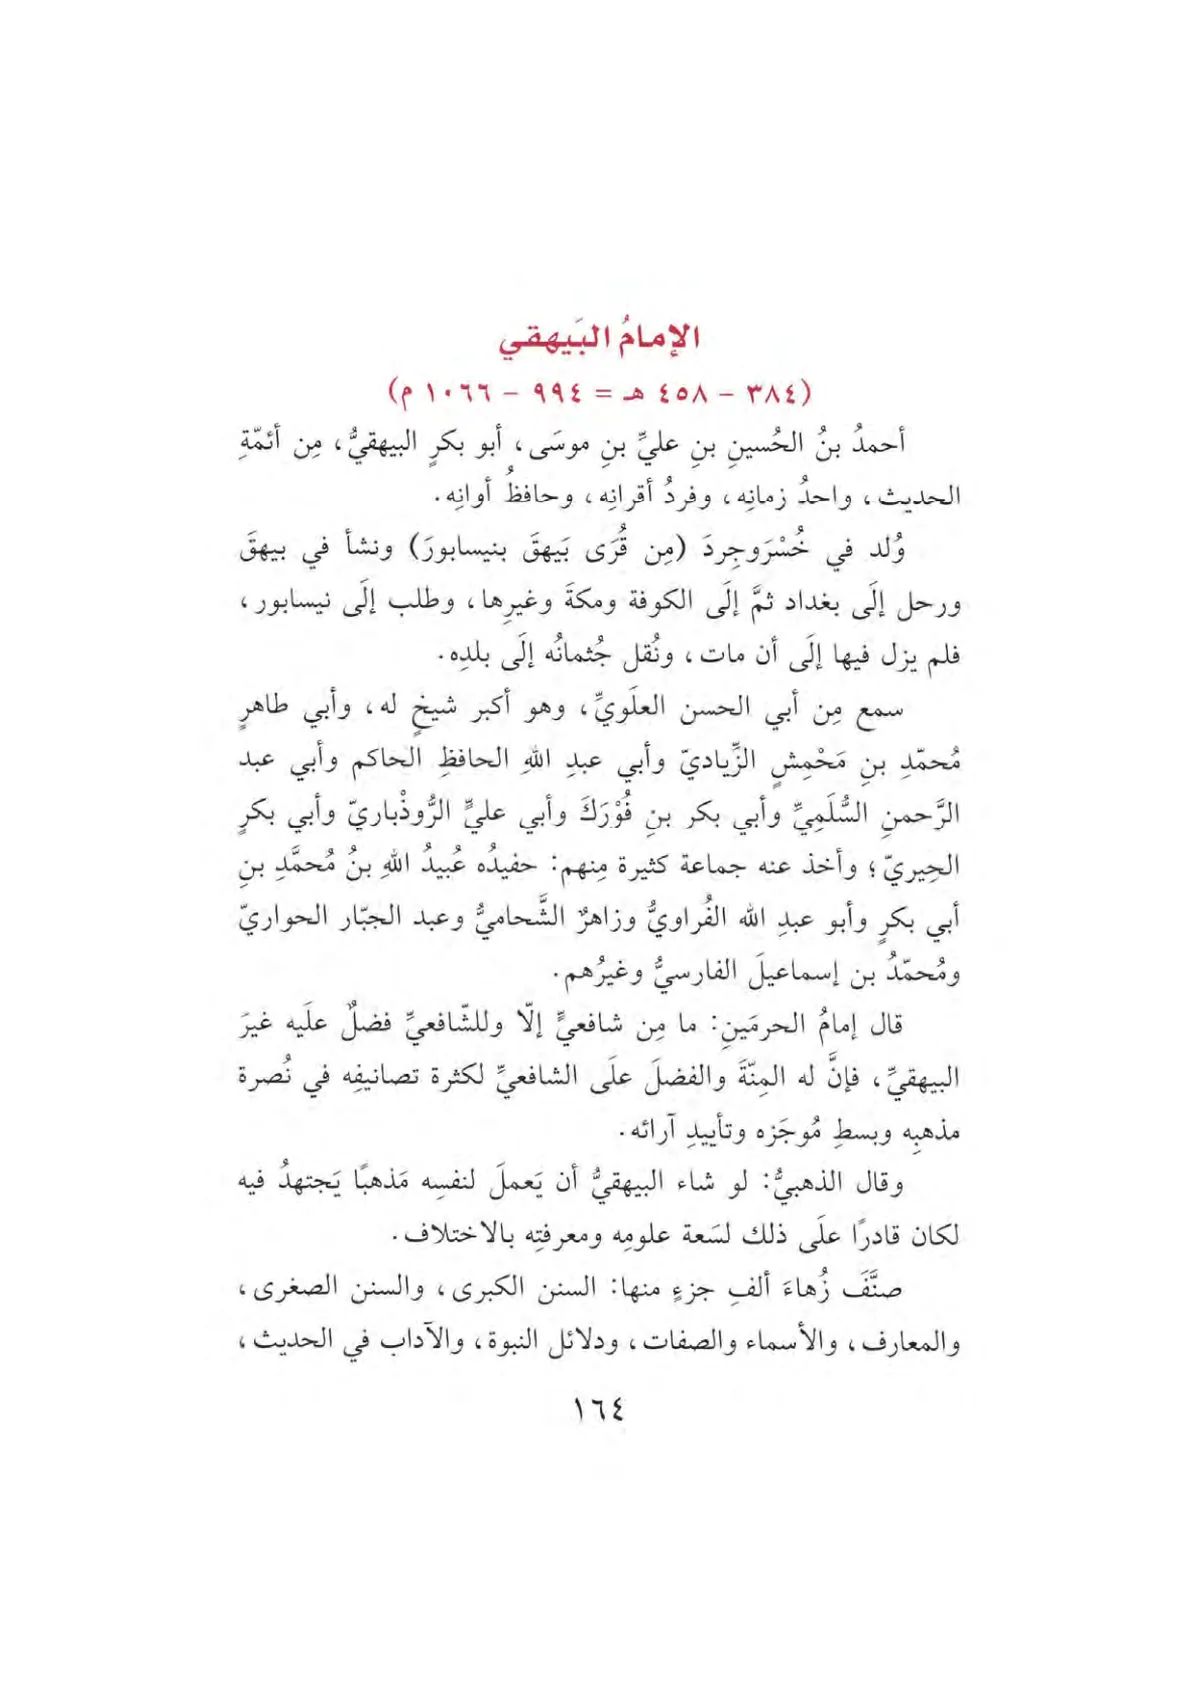 الإمامُ البَيهقي
(٣٨٤ - ٤٥٨ هـ = ٩٩٤ - ١٠٦٦ م)
أحمدُ بنُ الحُسينِ بنِ عليِّ بنِ موسَى، أبو بكرٍ البيهقيُّ، مِن أئمّةِ
الحديث، واحدُ زمانِه، وفردُ أقرانِه، وحافظُ أوانِه.
وُلد في خُسْرَوجِردَ (مِن قُرَى بَيهقَ بنيسابورَ) ونشأ في بيهقَ
ورحل إلَى بغداد ثمَّ إلَى الكوفة ومكةَ وغيرِها، وطلب إلَى نيسابور،
فلم يزل فيها إلَى أن مات، ونُقل جُثمانُه إلَى بلدِه.
سمع مِن أبي الحسن العلَويِّ، وهو أكبر شيخٍ له، وأبي طاهرٍ
مُحمّدِ بنِ مَحْمِشٍ الزِّياديّ وأبي عبدِ اللهِ الحافظِ الحاكم وأبي عبد
الرَّحمنِ السُّلَمِيِّ وأبي بكر بنِ فُوْرَكَ وأبي عليٍّ الرُّوذْباريّ وأبي بكرٍ
الحِيريّ؛ وأخذ عنه جماعة كثيرة مِنهم: حفيدُه عُبيدُ اللهِ بنُ مُحمَّدِ بنِ
أبي بكرٍ وأبو عبدِ الله الفُراويُّ وزاهرٌ الشَّحاميُّ وعبد الجبّار الحواريّ
ومُحمّدُ بن إسماعيلَ الفارسيُّ وغيرُهم.
قال إمامُ الحرمَينِ: ما مِن شافعيٍّ إلّا وللشّافعيِّ فضلٌ علَيه غيرَ
البيهقيِّ، فإنَّ له المِنّةَ والفضلَ علَى الشافعيِّ لكثرة تصانيفِه في نُصرة
مذهبِه وبسطِ مُوجَزه وتأييدِ آرائه.
وقال الذهبيُّ: لو شاء البيهقيُّ أن يَعملَ لنفسِه مَذهبًا يَجتهدُ فيه
لكان قادرًا علَى ذلك لسَعة علومِه ومعرفتِه بالاختلاف.
صنَّفَ زُهاءَ ألفِ جزءٍ منها: السنن الكبرى، والسنن الصغرى،
والمعارف، والأسماء والصفات، ودلائل النبوة، والآداب في الحديث،
١٦٤